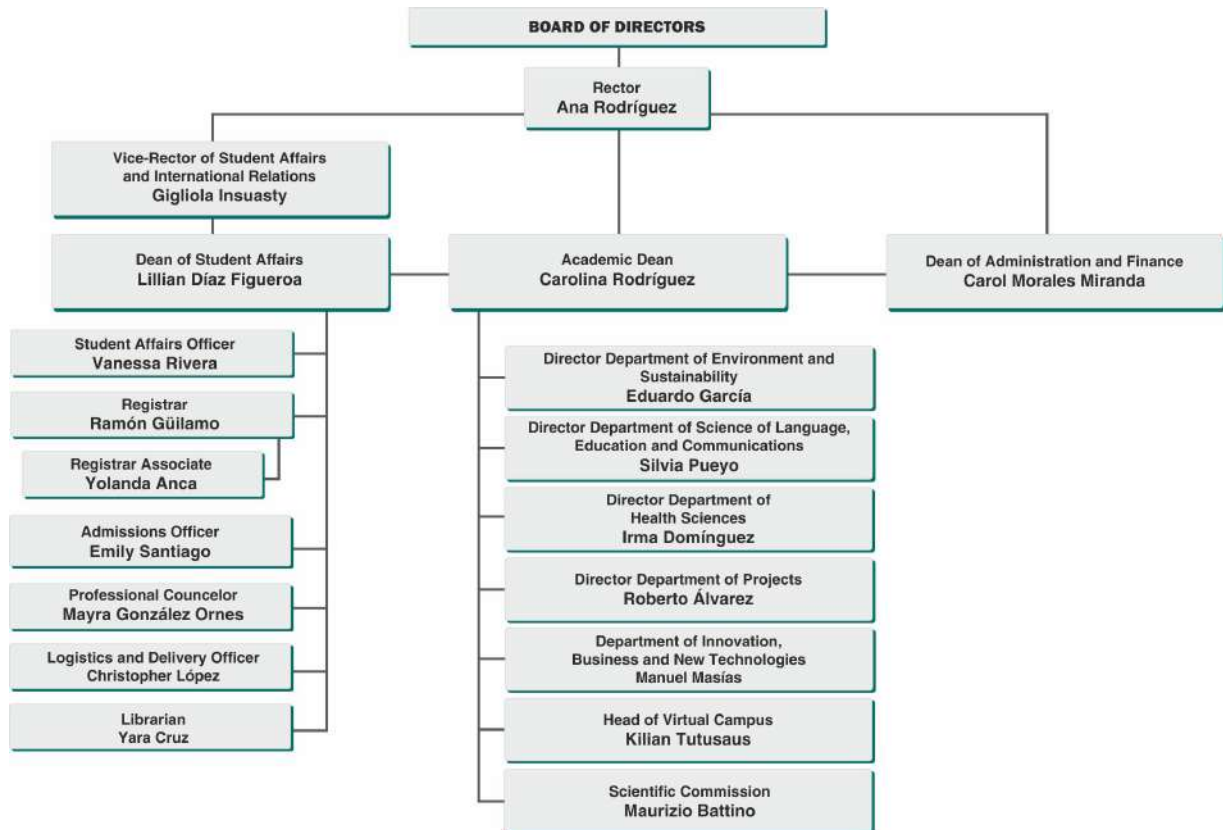 BOARD OF DIRECTORS
Rector
Ana Rodríguez
Vice-Rector of Student Affairs
and International Relations
Gigliola Insuasty
Dean of Student Affairs
Lillian Díaz Figueroa
Academic Dean
Carolina Rodríguez
Dean of Administration and Finance
Carol Morales Miranda
Student Affairs Officer
Vanessa Rivera
Registrar
Ramón Güilamo
Registrar Associate
Yolanda Anca
Admissions Officer
Emily Santiago
Professional Councelor
Mayra González Ornes
Logistics and Delivery Officer
Christopher López
Librarian
Yara Cruz
Director Department of Environment and
Sustainability
Eduardo García
Director Department of Science of Language,
Education and Communications
Silvia Pueyo
Director Department of
Health Sciences
Irma Domínguez
Director Department of Projects
Roberto Álvarez
Department of Innovation,
Business and New Technologies
Manuel Masías
Head of Virtual Campus
Kilian Tutusaus
Scientific Commission
Maurizio Battino